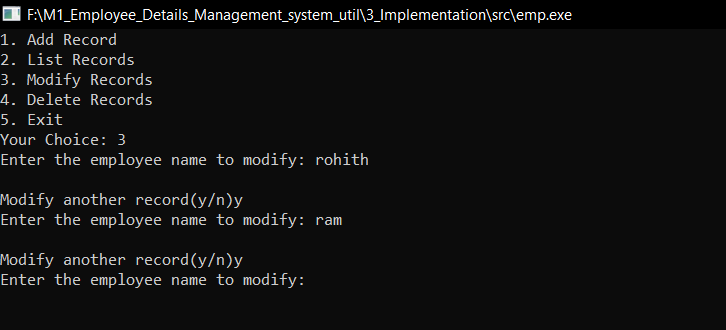 F:\M1_Employee_Details_Management_system_util\3_Implementation\src\emp.exe
1. Add Record
2. List Records
3. Modify Records
4. Delete Records
5. Exit
Your Choice: 3
Enter the employee name to modify: rohith
Modify another record(y/n)y
Enter the employee name to modify: ram
Modify another record(y/n)y
Enter the employee name to modify: